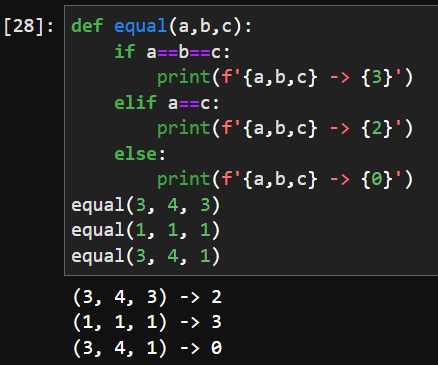 [28]: def equal(a,b,c):
    if a==b==c:
        print(f'{a,b,c} -> {3}')
    elif a==c:
        print(f'{a,b,c} -> {2}')
    else:
        print(f'{a,b,c} -> {0}')
equal(3, 4, 3)
equal(1, 1, 1)
equal(3, 4, 1)
(3, 4, 3) -> 2
(1, 1, 1) -> 3
(3, 4, 1) -> 0